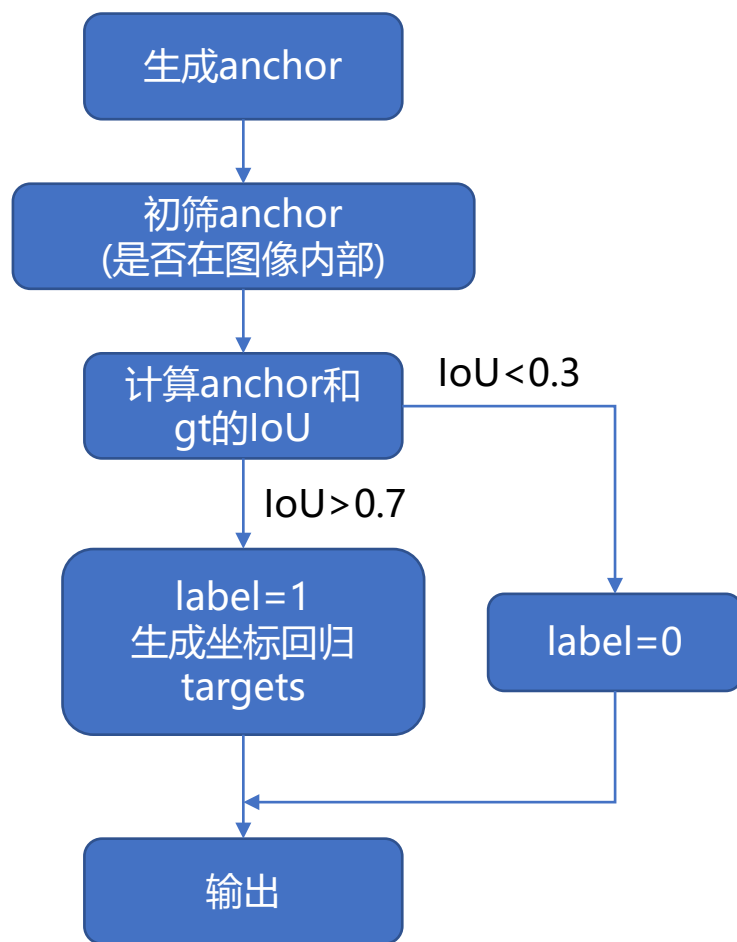 生成anchor
初筛anchor
(是否在图像内部)
计算anchor和
gt的IoU
IoU<0.3
IoU>0.7
label=1
生成坐标回归
targets
label=0
输出